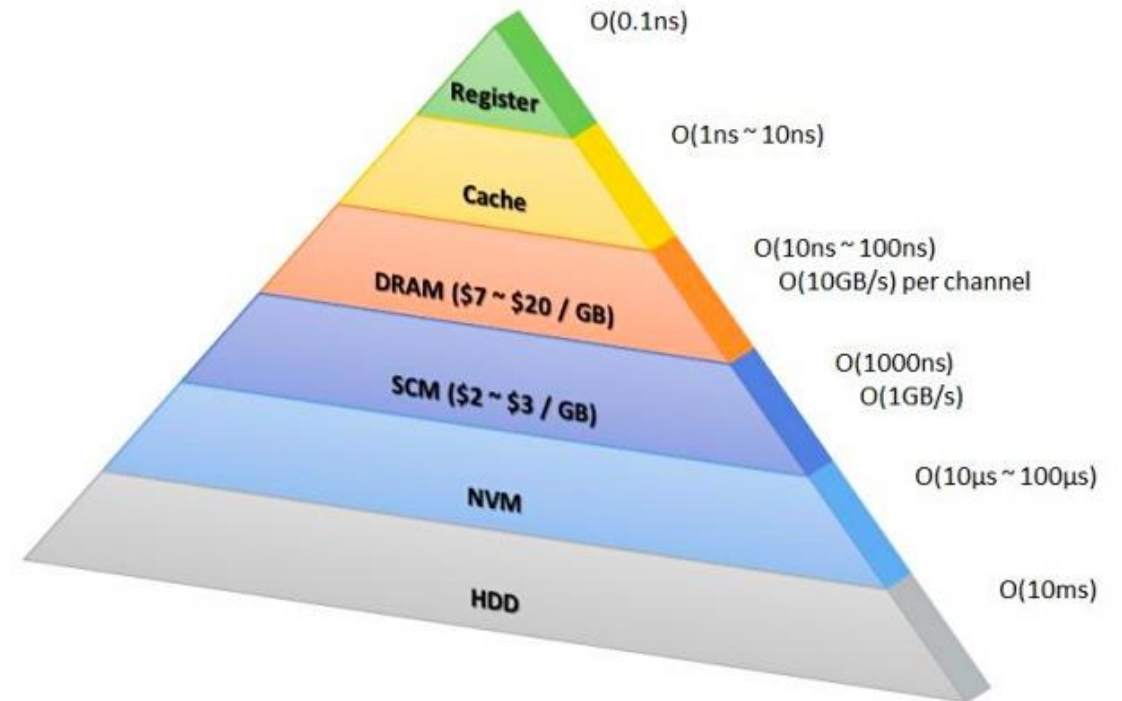 O(0.1ns)
Register
O(1ns ~ 10ns)
Cache
O(10ns ~ 100ns)
O(10GB/s) per channel
DRAM ($7 ~ $20 / GB)
O(1000ns)
O(1GB/s)
SCM ($2 ~ $3 / GB)
O(10µs ~ 100µs)
NVM
O(10ms)
HDD